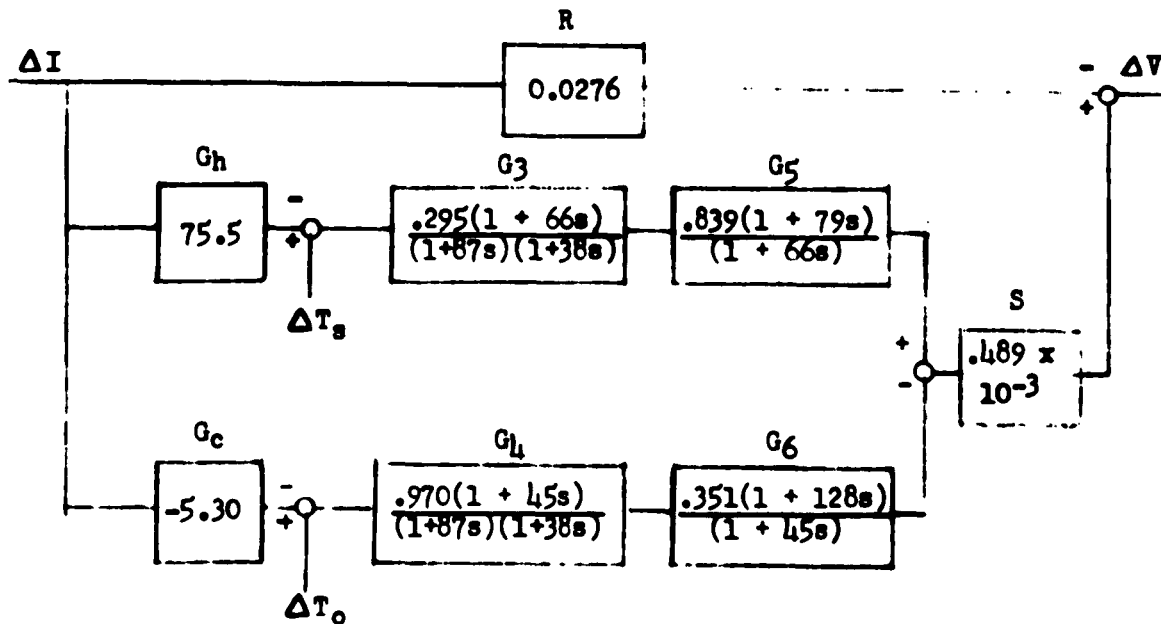 R
ΔI
0.0276
-
ΔV
+
Gh
G3
G5
75.5
-
+
.295(1 + 66s)
(1+87s)(1+38s)
.839(1 + 79s)
(1 + 66s)
ΔTs
S
+
-
.489 x
10-3
Gc
G4
G6
-5.30
-
+
.970(1 + 45s)
(1+87s)(1+38s)
.351(1 + 128s)
(1 + 45s)
ΔTo